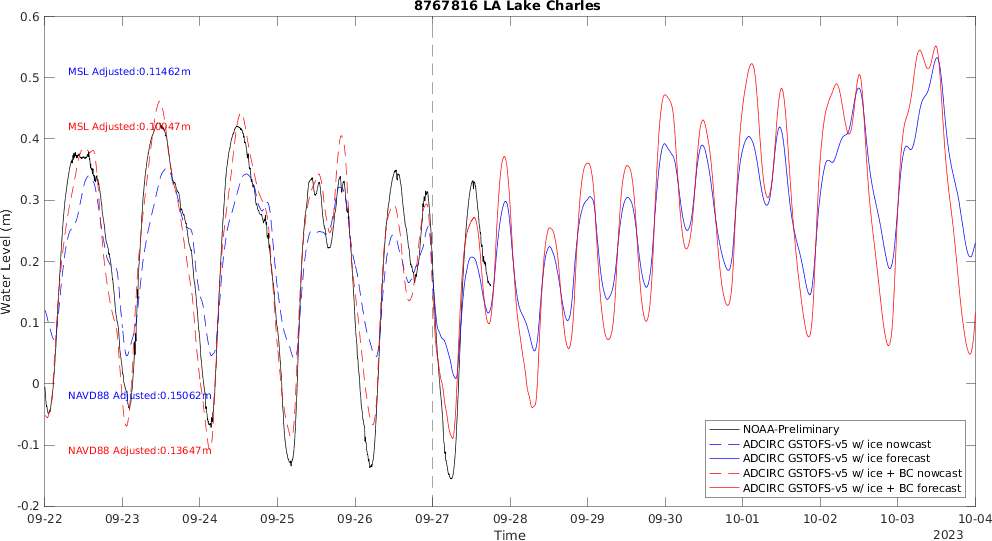 8767816 LA Lake Charles
0.6
0.5
0.4
0.3
0.2
0.1
0
-0.1
-0.2
Water Level (m)
MSL Adjusted:0.11462m
MSL Adjusted:0.10047m
NAVD88 Adjusted:0.15062m
NAVD88 Adjusted:0.13647m
NOAA-Preliminary
ADCIRC GSTOFS-v5 w/ ice nowcast
ADCIRC GSTOFS-v5 w/ ice forecast
ADCIRC GSTOFS-v5 w/ ice + BC nowcast
ADCIRC GSTOFS-v5 w/ ice + BC forecast
09-22 09-23 09-24 09-25 09-26 09-27 09-28 09-29 09-30 10-01 10-02 10-03 10-04
Time
2023